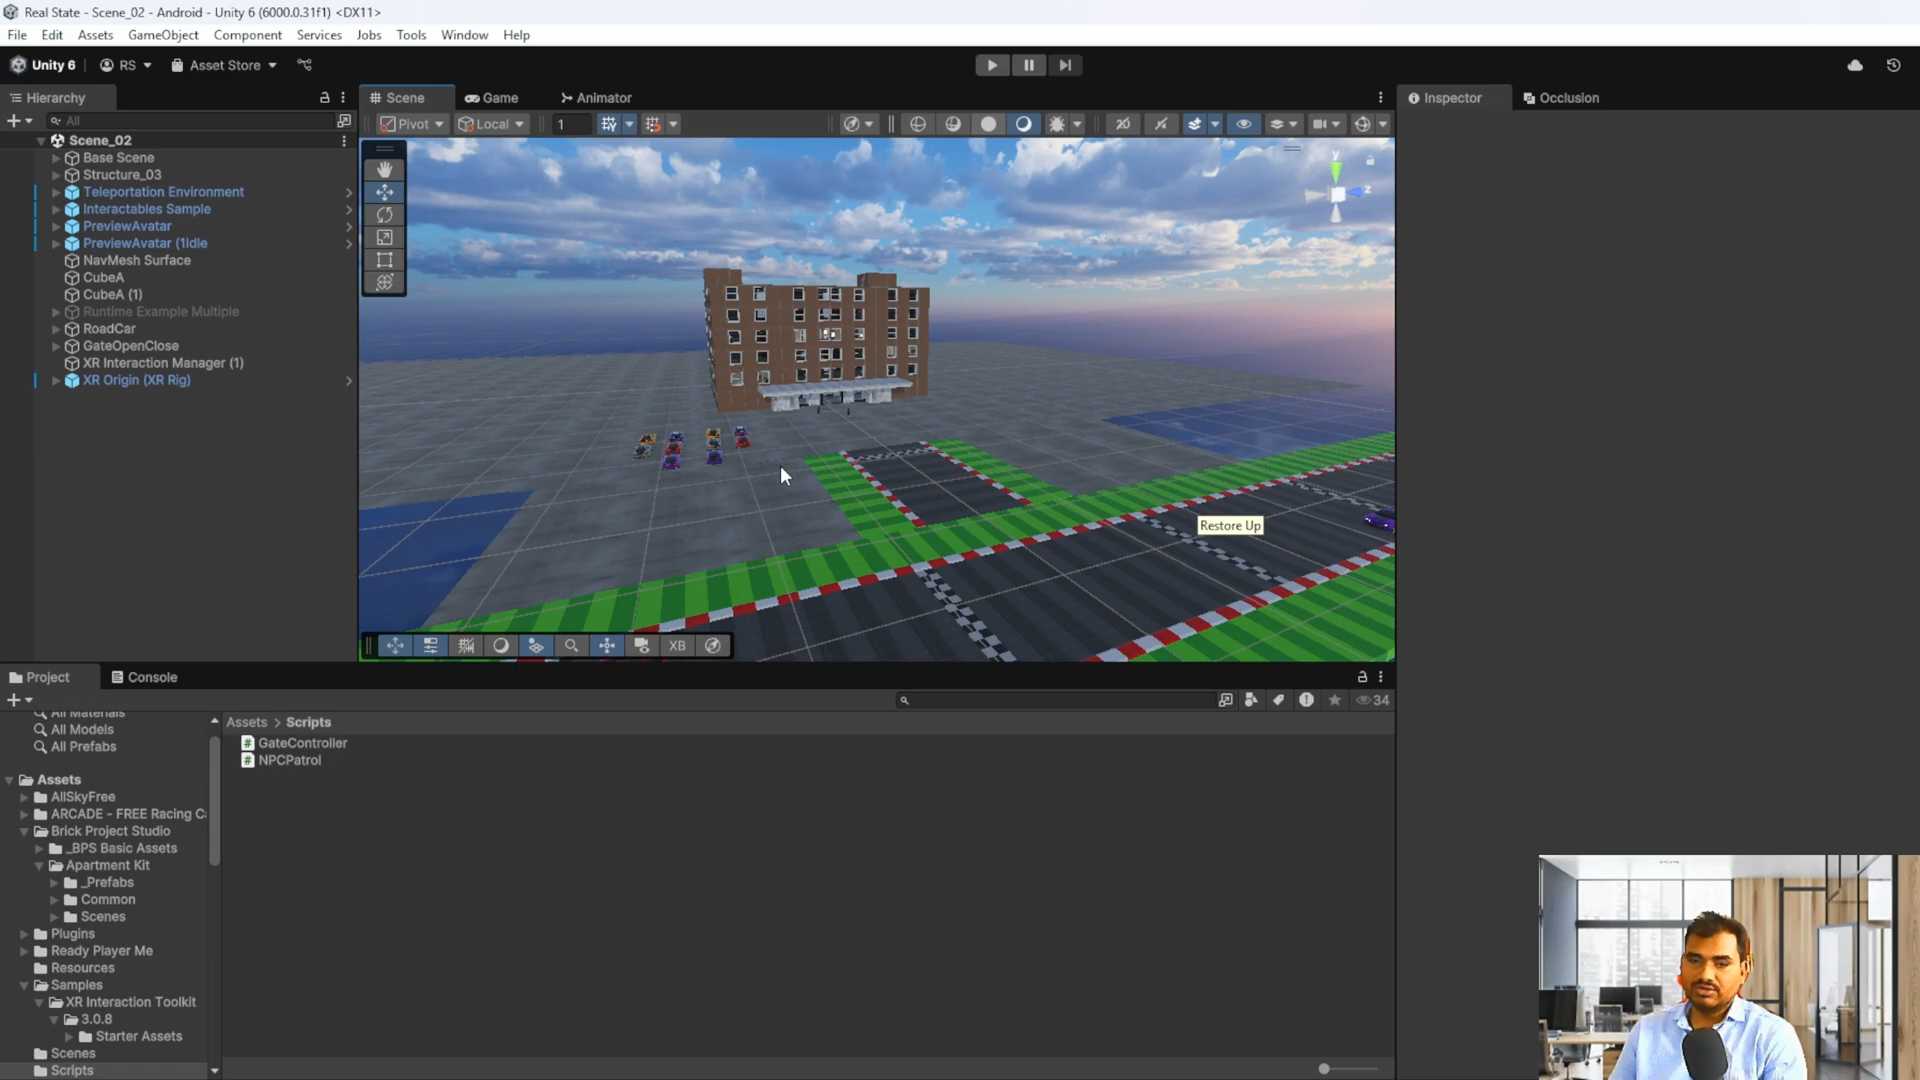 Real State - Scene_02 - Android - Unity 6 (6000.0.31f1) <DX11>
File Edit Assets GameObject Component Services Jobs Tools Window Help
Unity 6 RS Asset Store
Hierarchy
All
Scene_02
Base Scene
Structure_03
Teleportation Environment
Interactables Sample
PreviewAvatar
PreviewAvatar (1Idle
NavMesh Surface
CubeA
CubeA (1)
Runtime Example Multiple
RoadCar
GateOpenClose
XR Interaction Manager (1)
XR Origin (XR Rig)
Scene Game Animator
Pivot Local 1 2D
y
z
Restore Up
XB
Inspector Occlusion
Project Console
34
All Materials
All Models
All Prefabs
Assets
AllSkyFree
ARCADE - FREE Racing C
Brick Project Studio
_BPS Basic Assets
Apartment Kit
_Prefabs
Common
Scenes
Plugins
Ready Player Me
Resources
Samples
XR Interaction Toolkit
3.0.8
Starter Assets
Scenes
Scripts
Assets > Scripts
GateController
NPCPatrol